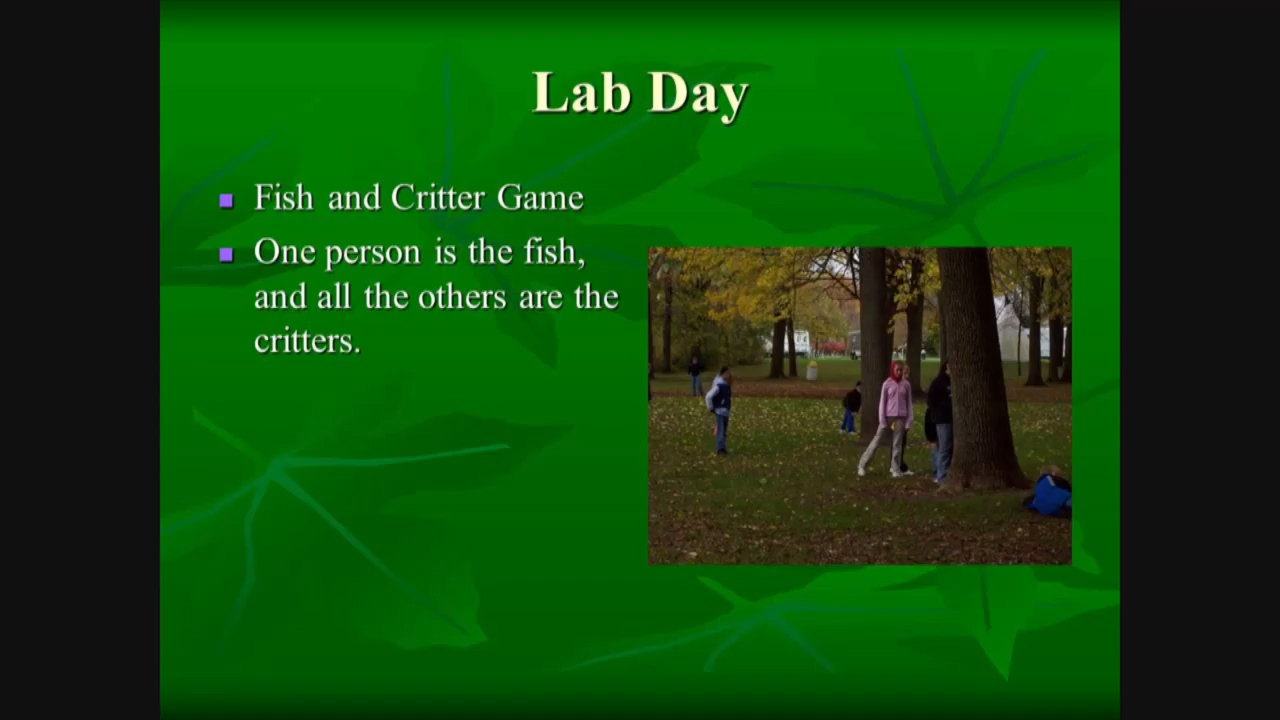 Lab Day
Fish and Critter Game
One person is the fish,
and all the others are the
critters.